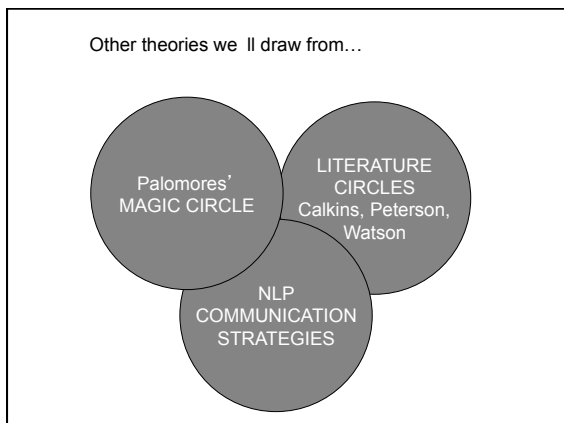 Other theories we ll draw from…
Palomores’
MAGIC CIRCLE
LITERATURE
CIRCLES
Calkins, Peterson,
Watson
NLP
COMMUNICATION
STRATEGIES